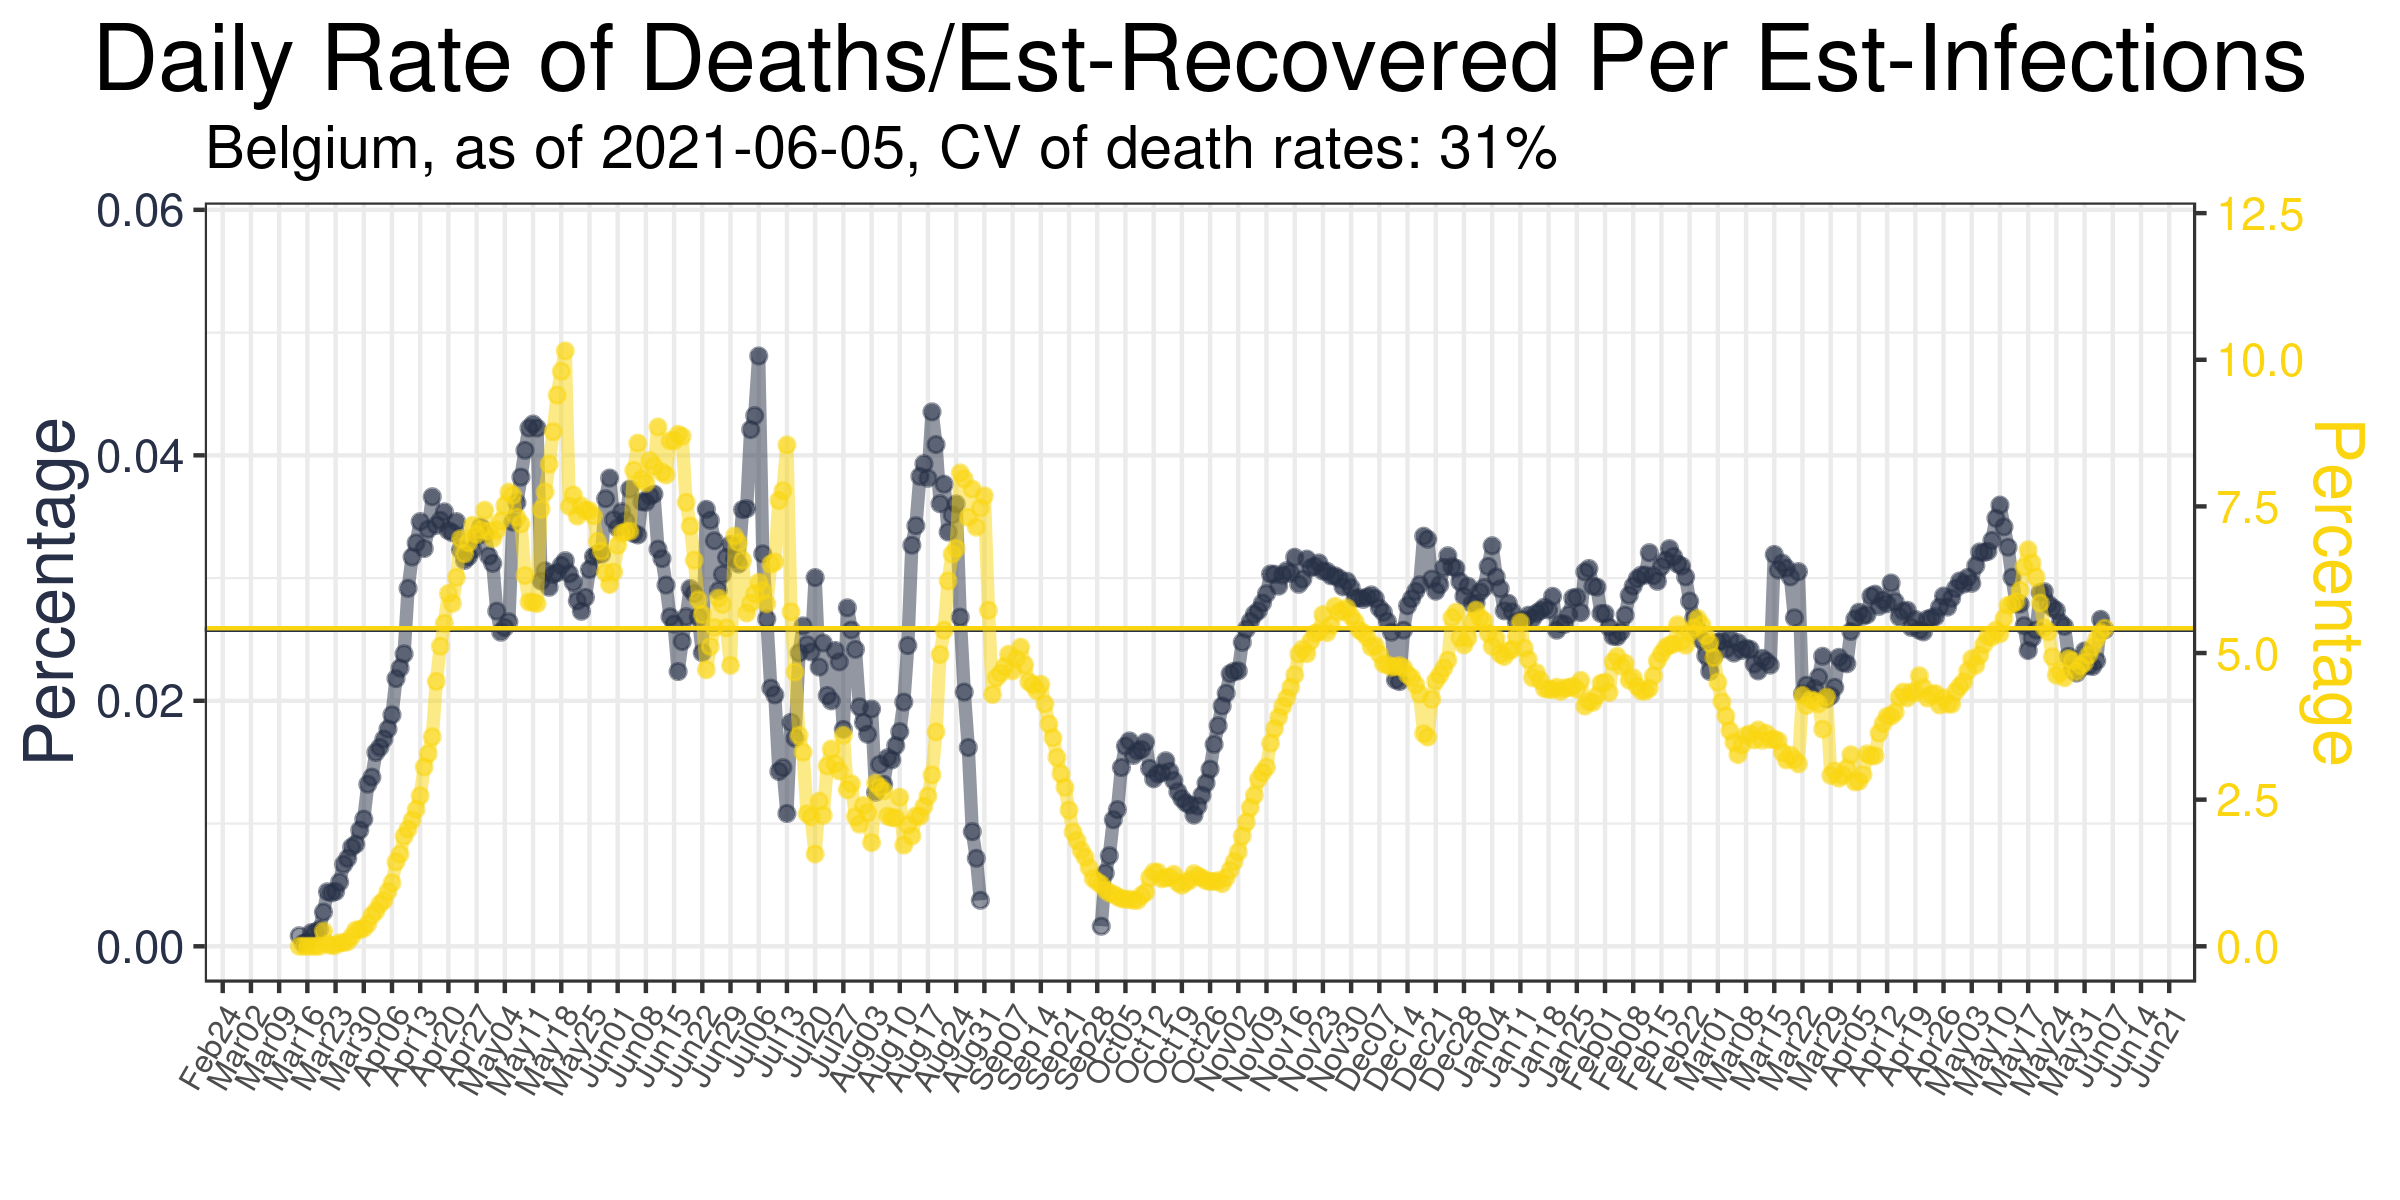 Daily Rate of Deaths/Est-Recovered Per Est-Infections
Belgium, as of 2021-06-05, CV of death rates: 31%
Percentage
0.06
0.04
0.02
0.00
12.5
10.0
7.5
5.0
2.5
0.0
Percentage
Feb24
Mar02
Mar09
Mar16
Mar23
Mar30
Apr06
Apr13
Apr20
Apr27
May04
May11
May18
May25
Jun01
Jun08
Jun15
Jun22
Jun29
Jul06
Jul13
Jul20
Jul27
Aug03
Aug10
Aug17
Aug24
Aug31
Sep07
Sep14
Sep21
Sep28
Oct05
Oct12
Oct19
Oct26
Nov02
Nov09
Nov16
Nov23
Nov30
Dec07
Dec14
Dec21
Dec28
Jan04
Jan11
Jan18
Jan25
Feb01
Feb08
Feb15
Feb22
Mar01
Mar08
Mar15
Mar22
Mar29
Apr05
Apr12
Apr19
Apr26
May03
May10
May17
May24
May31
Jun07
Jun14
Jun21